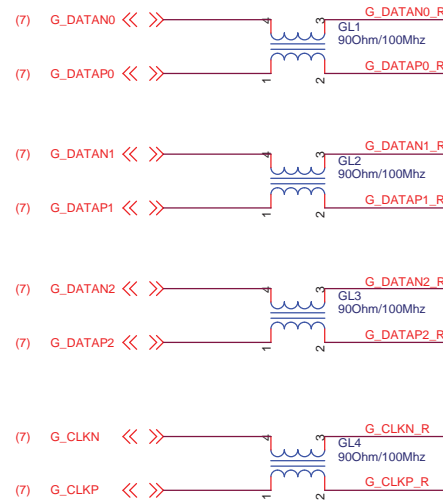 (7) G_DATAN0 4 3 G_DATAN0_R
GL1
90Ohm/100Mhz
(7) G_DATAP0 1 2 G_DATAP0_R
(7) G_DATAN1 4 3 G_DATAN1_R
GL2
90Ohm/100Mhz
(7) G_DATAP1 1 2 G_DATAP1_R
(7) G_DATAN2 4 3 G_DATAN2_R
GL3
90Ohm/100Mhz
(7) G_DATAP2 1 2 G_DATAP2_R
(7) G_CLKN 4 3 G_CLKN_R
GL4
90Ohm/100Mhz
(7) G_CLKP 1 2 G_CLKP_R